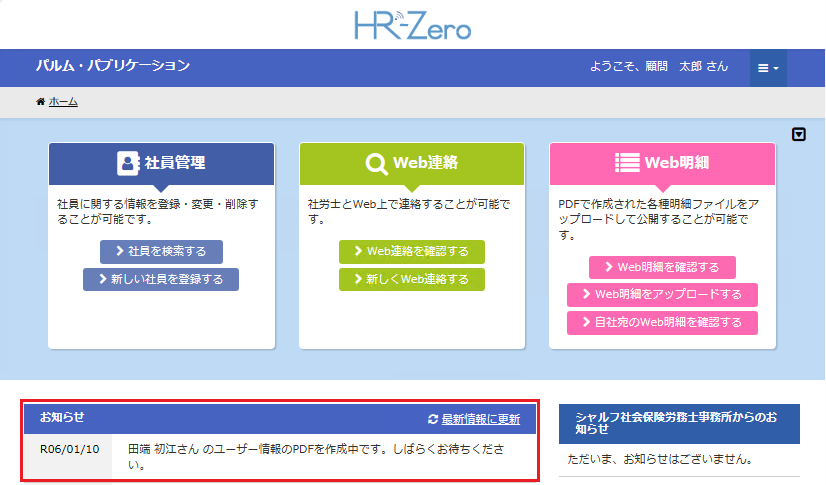 HR-Zero
パルム・パブリケーション
ようこそ、顧問　太郎 さん
ホーム
社員管理
社員に関する情報を登録・変更・削除す
ることが可能です。
社員を検索する
新しい社員を登録する
Web連絡
社労士とWeb上で連絡することが可能で
す。
Web連絡を確認する
新しくWeb連絡する
Web明細
PDFで作成された各種明細ファイルをア
ップロードして公開することが可能で
す。
Web明細を確認する
Web明細をアップロードする
自社宛のWeb明細を確認する
お知らせ
最新情報に更新
R06/01/10
田端 初江さん のユーザー情報のPDFを作成中です。しばらくお待ちくださ
い。
シャルフ社会保険労務士事務所からのお
知らせ
ただいま、お知らせはございません。